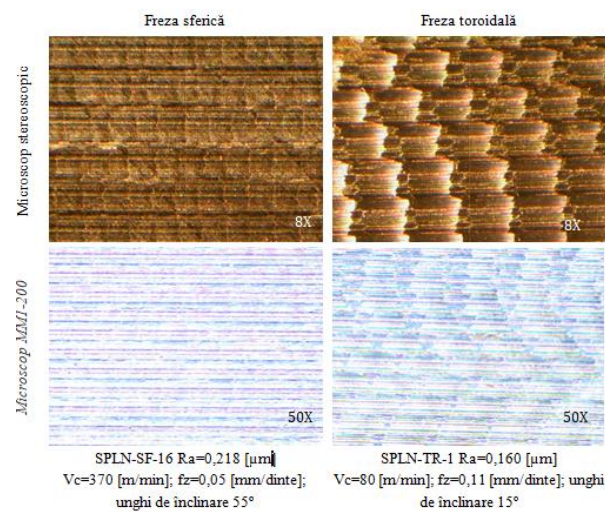 Freza sferică
Freza toroidală
Microscop stereoscopic
8X
8X
Microscop MMI-200
50X
50X
SPLN-SF-16 Ra=0,218 [µm]
Vc=370 [m/min]; fz=0,05 [mm/dinte];
unghi de înclinare 55º
SPLN-TR-1 Ra=0,160 [µm]
Vc=80 [m/min]; fz=0,11 [mm/dinte]; unghi
de înclinare 15º